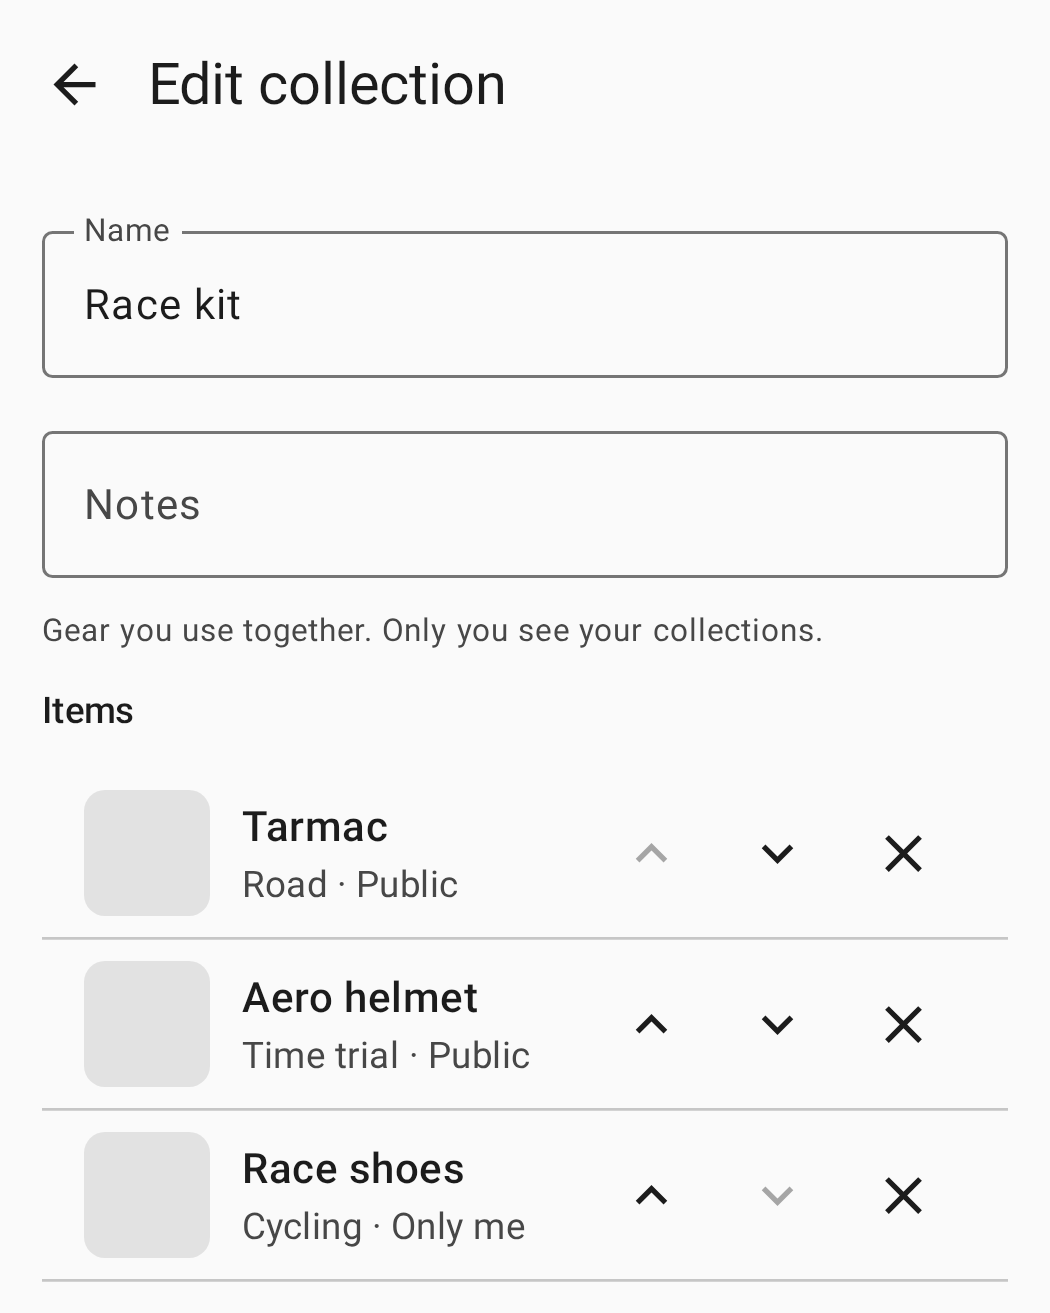 Edit collection
Name
Race kit
Notes
Gear you use together. Only you see your collections.
Items
Tarmac
Road · Public
Aero helmet
Time trial · Public
Race shoes
Cycling · Only me